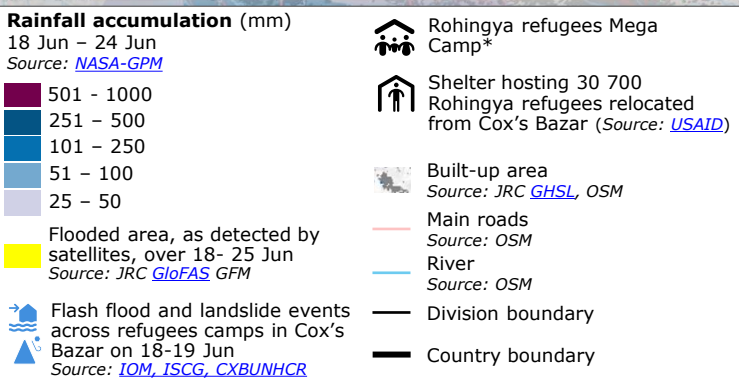 Rainfall accumulation (mm)
18 Jun – 24 Jun
Source: NASA-GPM
501 - 1000
251 – 500
101 – 250
51 – 100
25 – 50
Flooded area, as detected by
satellites, over 18- 25 Jun
Source: JRC GloFAS GFM
Flash flood and landslide events
across refugees camps in Cox's
Bazar on 18-19 Jun
Source: IOM, ISCG, CXBUNHCR
Rohingya refugees Mega
Camp*
Shelter hosting 30 700
Rohingya refugees relocated
from Cox's Bazar (Source: USAID)
Built-up area
Source: JRC GHSL, OSM
Main roads
Source: OSM
River
Source: OSM
Division boundary
Country boundary